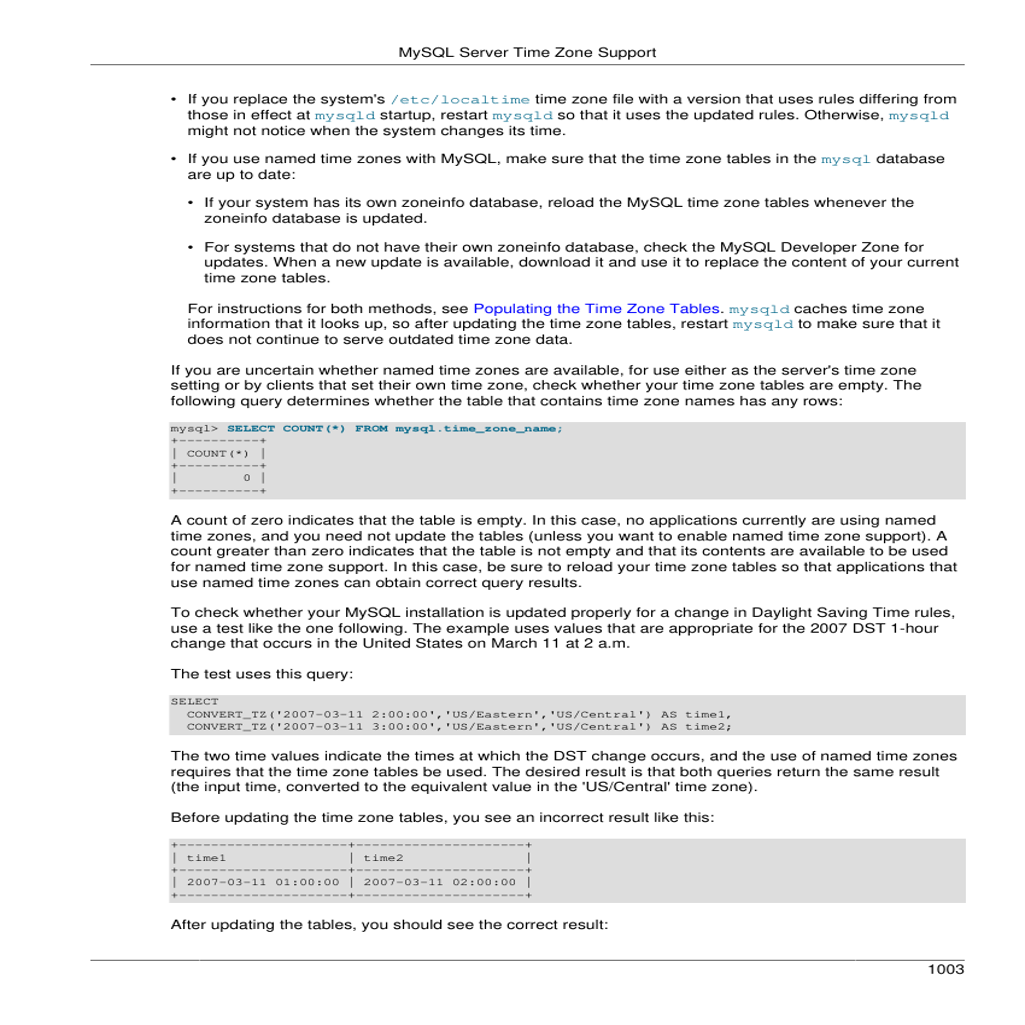 MySQL Server Time Zone Support
• If you replace the system's /etc/localtime time zone file with a version that uses rules differing from
those in effect at mysqld startup, restart mysqld so that it uses the updated rules. Otherwise, mysqld
might not notice when the system changes its time.
• If you use named time zones with MySQL, make sure that the time zone tables in the mysql database
are up to date:
• If your system has its own zoneinfo database, reload the MySQL time zone tables whenever the
zoneinfo database is updated.
• For systems that do not have their own zoneinfo database, check the MySQL Developer Zone for
updates. When a new update is available, download it and use it to replace the content of your current
time zone tables.
For instructions for both methods, see Populating the Time Zone Tables. mysqld caches time zone
information that it looks up, so after updating the time zone tables, restart mysqld to make sure that it
does not continue to serve outdated time zone data.
If you are uncertain whether named time zones are available, for use either as the server's time zone
setting or by clients that set their own time zone, check whether your time zone tables are empty. The
following query determines whether the table that contains time zone names has any rows:
mysql> SELECT COUNT(*) FROM mysql.time_zone_name;
+----------+
| COUNT(*) |
+----------+
|        0 |
+----------+
A count of zero indicates that the table is empty. In this case, no applications currently are using named
time zones, and you need not update the tables (unless you want to enable named time zone support). A
count greater than zero indicates that the table is not empty and that its contents are available to be used
for named time zone support. In this case, be sure to reload your time zone tables so that applications that
use named time zones can obtain correct query results.
To check whether your MySQL installation is updated properly for a change in Daylight Saving Time rules,
use a test like the one following. The example uses values that are appropriate for the 2007 DST 1-hour
change that occurs in the United States on March 11 at 2 a.m.
The test uses this query:
SELECT
  CONVERT_TZ('2007-03-11 2:00:00','US/Eastern','US/Central') AS time1,
  CONVERT_TZ('2007-03-11 3:00:00','US/Eastern','US/Central') AS time2;
The two time values indicate the times at which the DST change occurs, and the use of named time zones
requires that the time zone tables be used. The desired result is that both queries return the same result
(the input time, converted to the equivalent value in the 'US/Central' time zone).
Before updating the time zone tables, you see an incorrect result like this:
+---------------------+---------------------+
| time1               | time2               |
+---------------------+---------------------+
| 2007-03-11 01:00:00 | 2007-03-11 02:00:00 |
+---------------------+---------------------+
After updating the tables, you should see the correct result:
1003